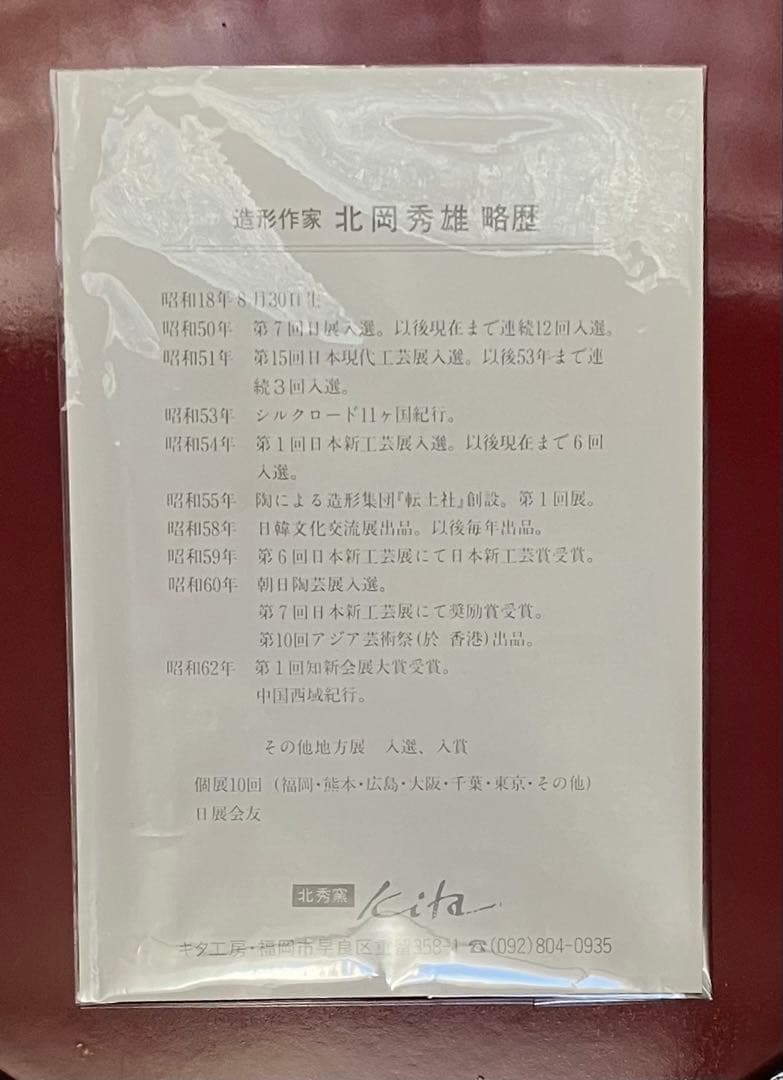 造形作家 北岡秀雄 略歴
昭和18年8月30日生
昭和50年 第7回日展入選。以後現在まで連続12回入選。
昭和51年 第15回日本現代工芸展入選。以後53年まで連
続3回入選。
昭和53年 シルクロード11ヶ国紀行。
昭和54年 第1回日本新工芸展入選。以後現在まで6回
入選。
昭和55年 陶による造形集団『転土社』創設。第1回展。
昭和58年 日韓文化交流展出品。以後毎年出品。
昭和59年 第6回日本新工芸展にて日本新工芸賞受賞。
昭和60年 朝日陶芸展入選。
第7回日本新工芸展にて奨励賞受賞。
第10回アジア芸術祭(於 香港)出品。
昭和62年 第1回知新会展大賞受賞。
中国西域紀行。
その他地方展 入選、入賞
個展10回 (福岡・熊本・広島・大阪・千葉・東京・その他)
日展会友
北秀窯 Kita
キタ工房・福岡市早良区 358-1 ☎(092)804-0935